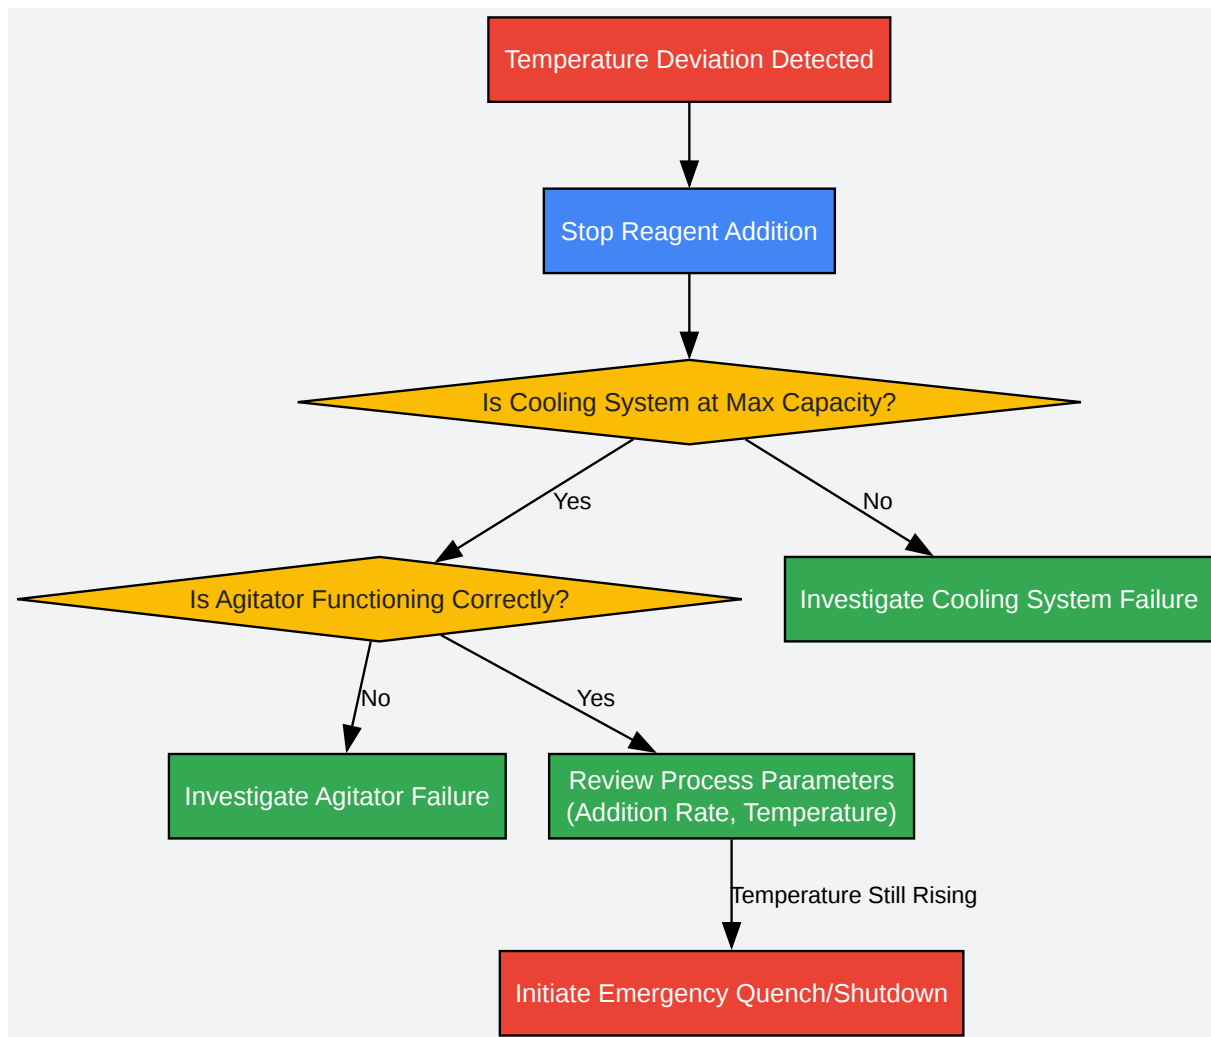 Temperature Deviation Detected
Stop Reagent Addition
Is Cooling System at Max Capacity?
Yes
No
Is Agitator Functioning Correctly?
Investigate Cooling System Failure
No
Yes
Investigate Agitator Failure
Review Process Parameters
(Addition Rate, Temperature)
Temperature Still Rising
Initiate Emergency Quench/Shutdown